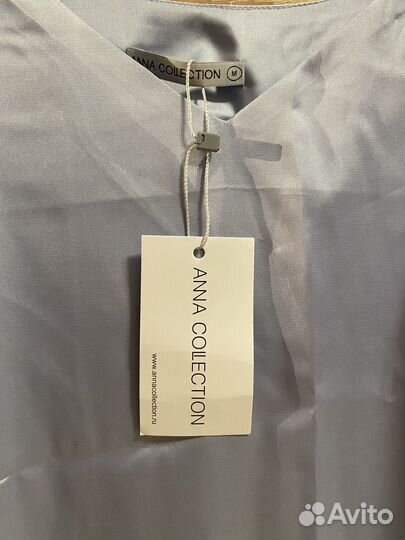 ANNA COLLECTION M
ANNA COLLECTION
www.annacollection.ru
Avito